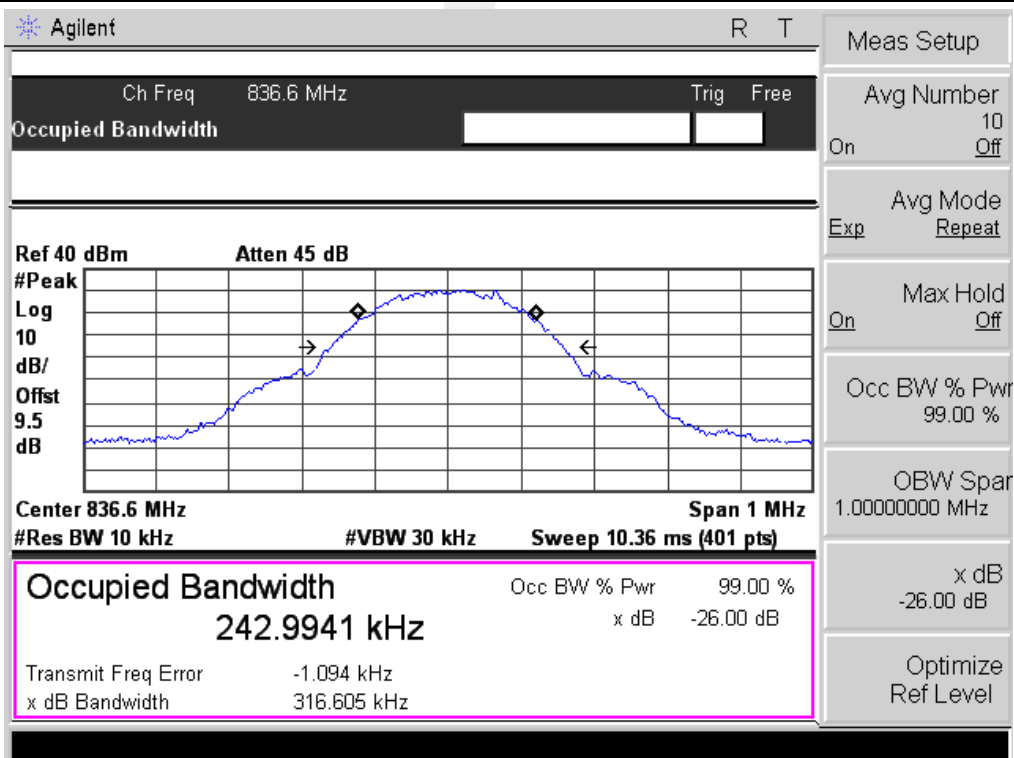 Agilent R T
Ch Freq 836.6 MHz Trig Free
Occupied Bandwidth
Ref 40 dBm Atten 45 dB
#Peak
Log
10
dB/
Offst
9.5
dB
Center 836.6 MHz Span 1 MHz
#Res BW 10 kHz #VBW 30 kHz Sweep 10.36 ms (401 pts)
Occupied Bandwidth Occ BW % Pwr 99.00 %
242.9941 kHz x dB -26.00 dB
Transmit Freq Error -1.094 kHz
x dB Bandwidth 316.605 kHz
Meas Setup
Avg Number
10
On Off
Avg Mode
Exp Repeat
Max Hold
On Off
Occ BW % Pwr
99.00 %
OBW Span
1.00000000 MHz
x dB
-26.00 dB
Optimize
Ref Level